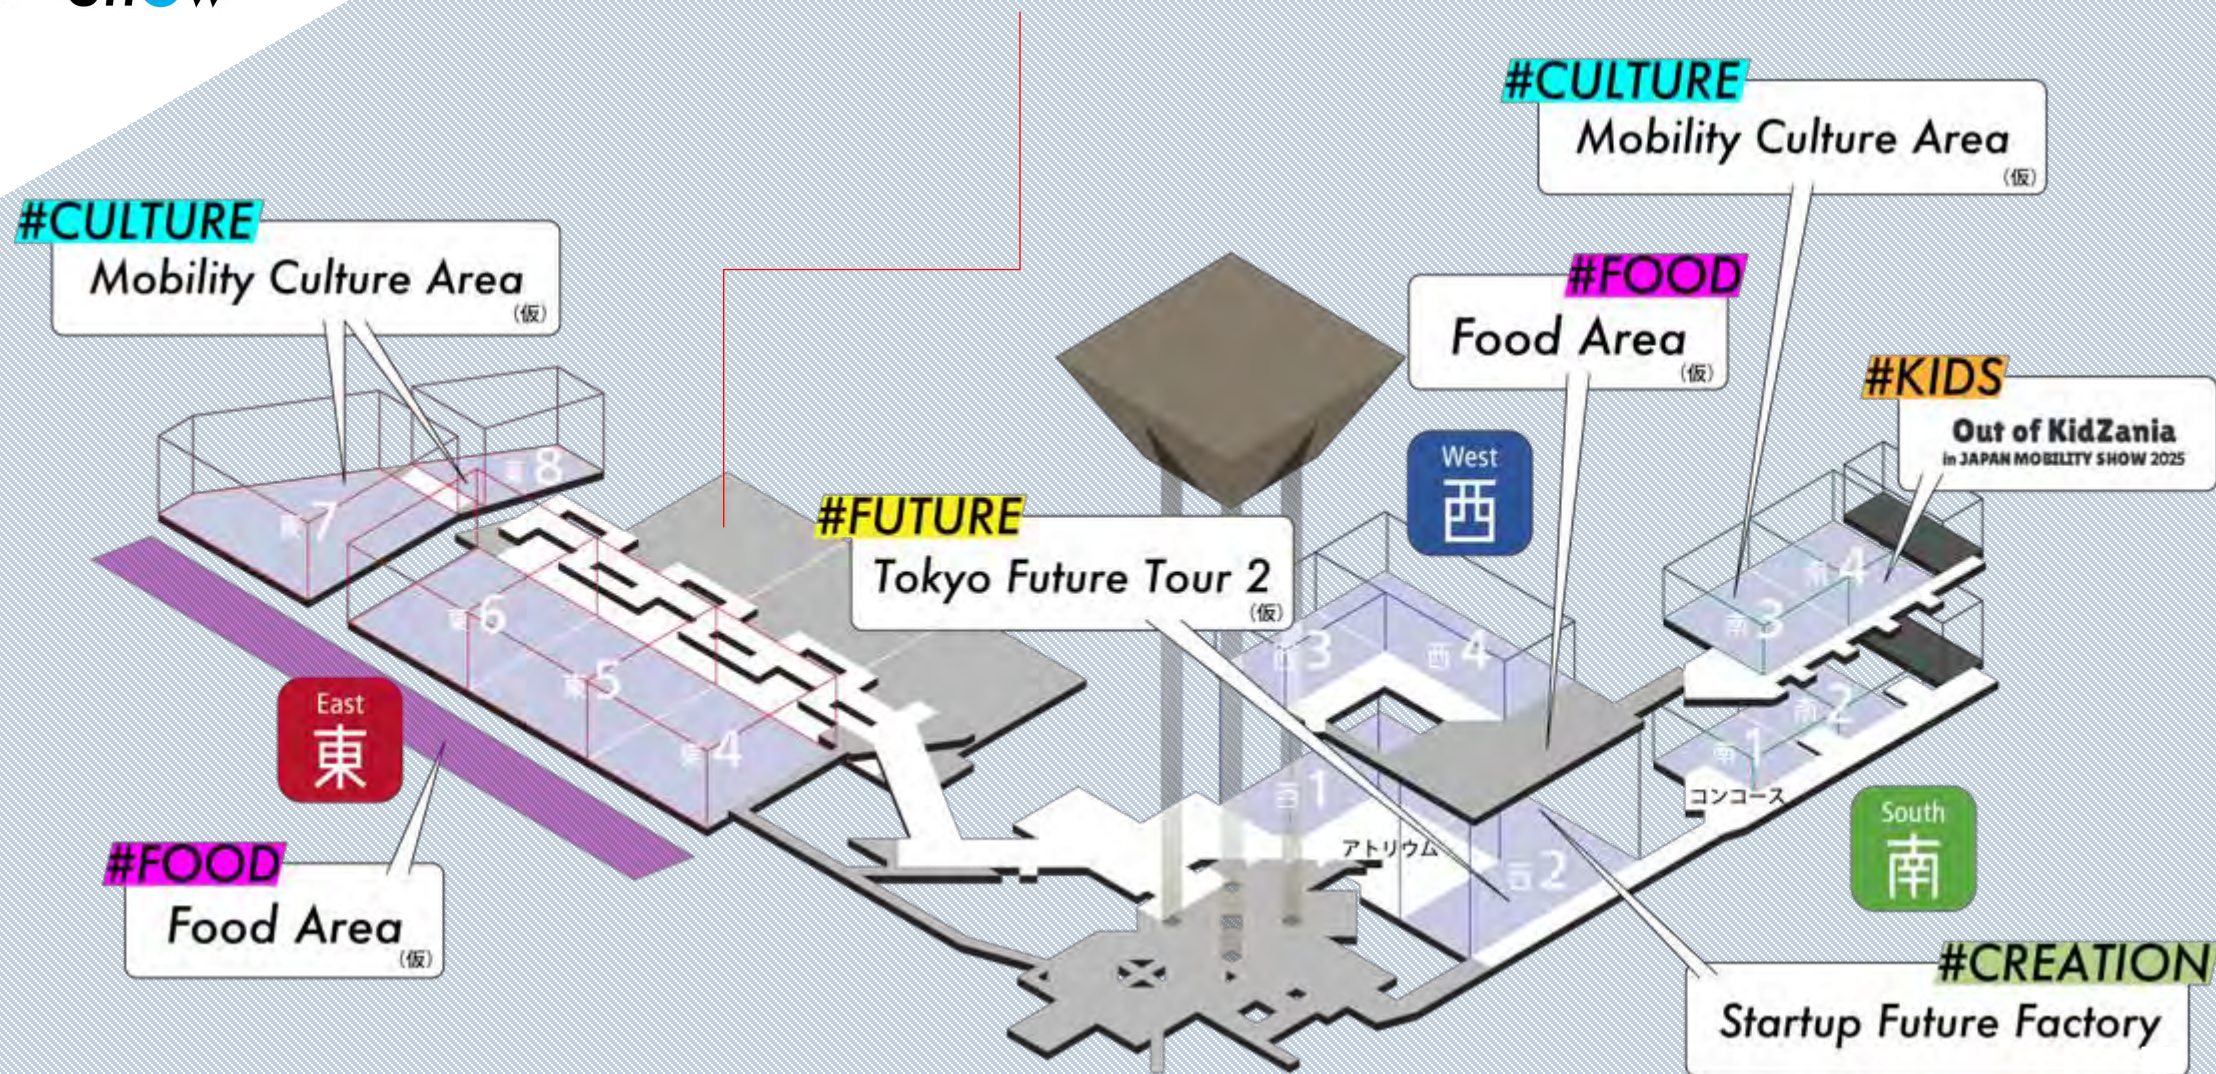 show
#CULTURE
Mobility Culture Area
(仮)
#CULTURE
Mobility Culture Area
(仮)
#FOOD
Food Area
(仮)
#KIDS
Out of KidZania
in JAPAN MOBILITY SHOW 2025
West
西
#FUTURE
Tokyo Future Tour 2
(仮)
東8
東7
東6
東5
東4
East
東
西3
西4
西1
西2
アトリウム
南4
南3
南2
南1
コンコース
South
南
#FOOD
Food Area
(仮)
#CREATION
Startup Future Factory